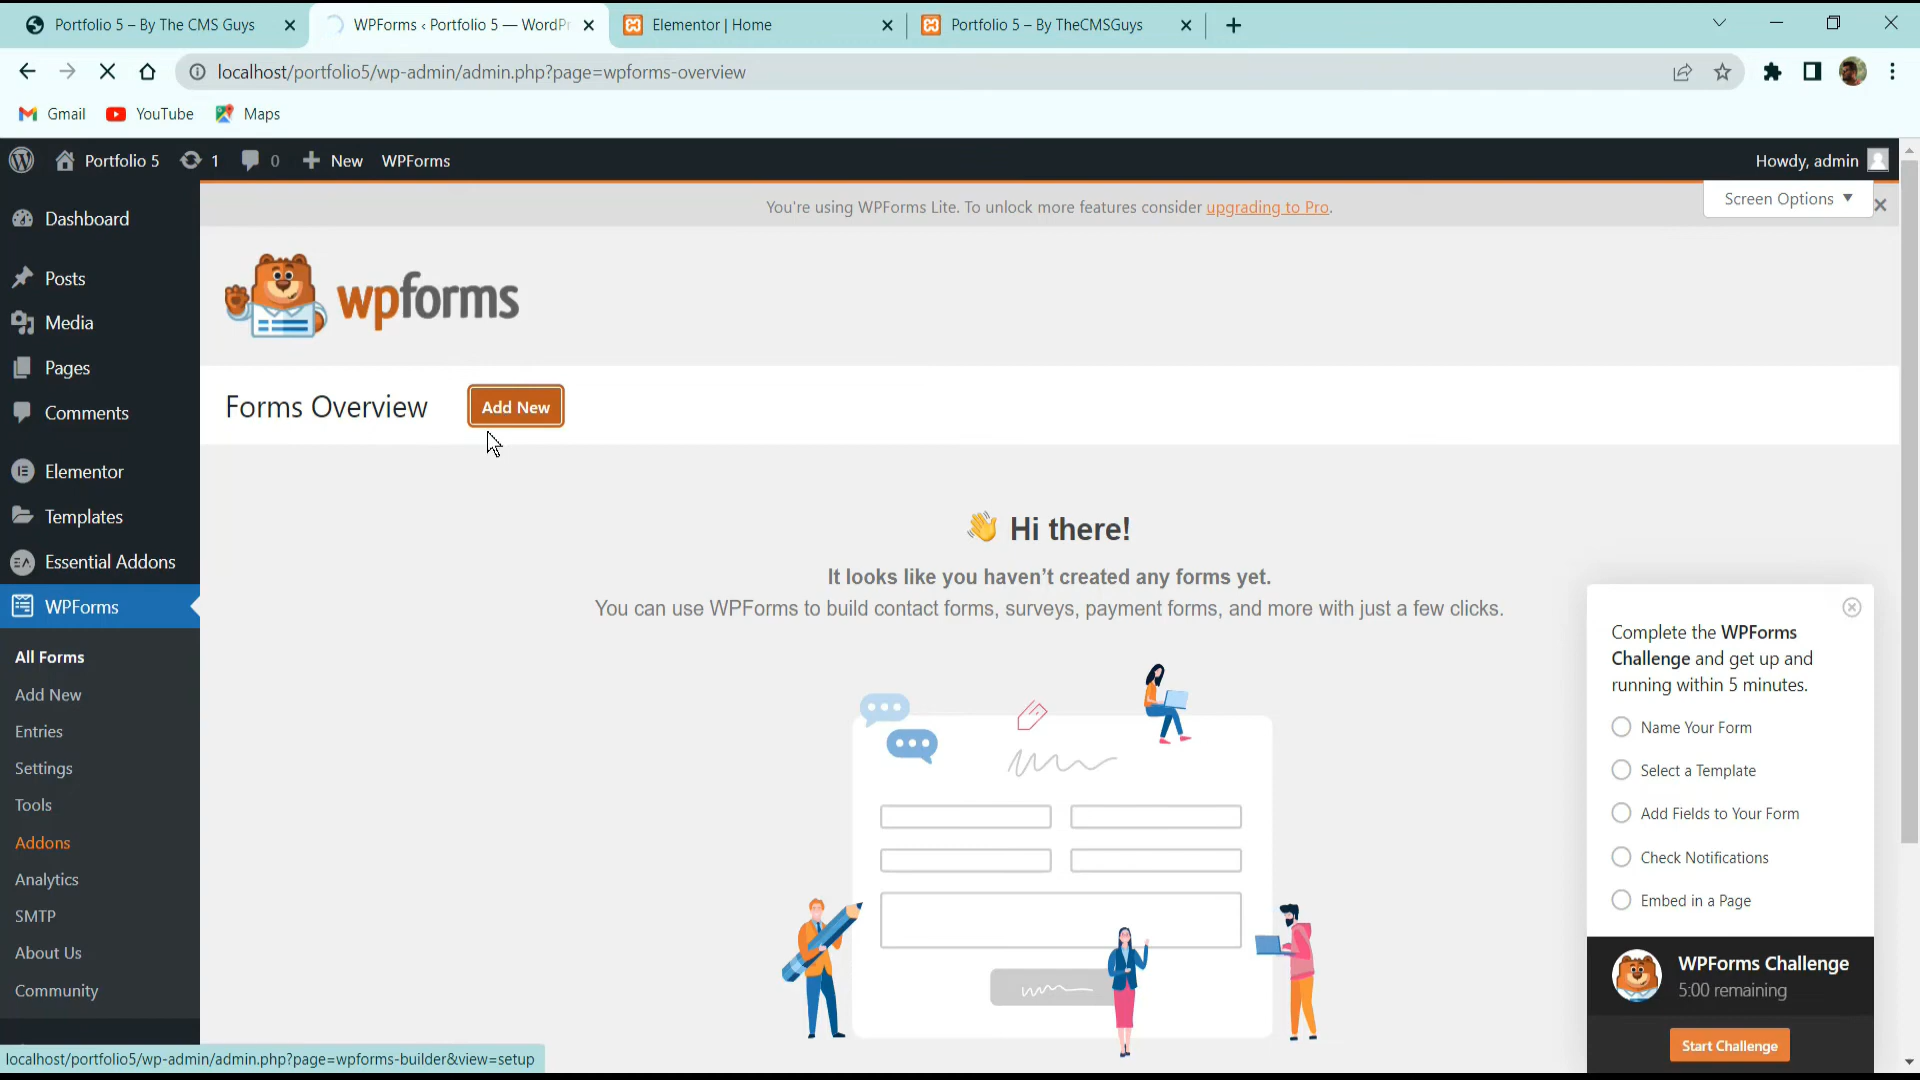 Portfolio 5 – By The CMS Guys
WPForms ‹ Portfolio 5 — WordPr
Elementor | Home
Portfolio 5 – By TheCMSGuys
localhost/portfolio5/wp-admin/admin.php?page=wpforms-overview
Gmail
YouTube
Maps
Portfolio 5
1
0
New
WPForms
Howdy, admin
You're using WPForms Lite. To unlock more features consider upgrading to Pro.
Screen Options
Dashboard
Posts
Media
Pages
Comments
Elementor
Templates
Essential Addons
WPForms
All Forms
Add New
Entries
Settings
Tools
Addons
Analytics
SMTP
About Us
Community
wpforms
Forms Overview
Add New
👋 Hi there!
It looks like you haven’t created any forms yet.
You can use WPForms to build contact forms, surveys, payment forms, and more with just a few clicks.
Complete the WPForms
Challenge and get up and
running within 5 minutes.
Name Your Form
Select a Template
Add Fields to Your Form
Check Notifications
Embed in a Page
WPForms Challenge
5:00 remaining
Start Challenge
localhost/portfolio5/wp-admin/admin.php?page=wpforms-builder&view=setup